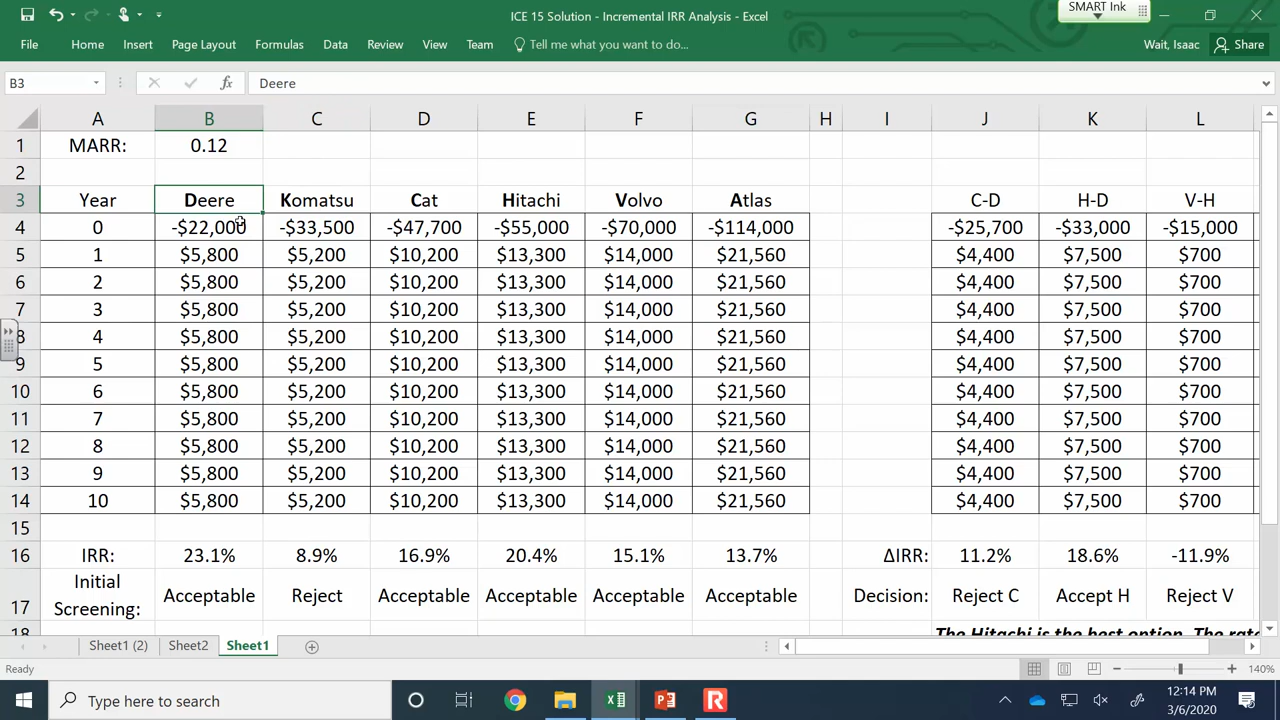 ICE 15 Solution - Incremental IRR Analysis - Excel
SMART Ink
File Home Insert Page Layout Formulas Data Review View Team Tell me what you want to do... Wait, Isaac Share
B3 fx Deere
A B C D E F G H I J K L
1 MARR: 0.12
2
3 Year Deere Komatsu Cat Hitachi Volvo Atlas C-D H-D V-H
4 0 -$22,000 -$33,500 -$47,700 -$55,000 -$70,000 -$114,000 -$25,700 -$33,000 -$15,000
5 1 $5,800 $5,200 $10,200 $13,300 $14,000 $21,560 $4,400 $7,500 $700
6 2 $5,800 $5,200 $10,200 $13,300 $14,000 $21,560 $4,400 $7,500 $700
7 3 $5,800 $5,200 $10,200 $13,300 $14,000 $21,560 $4,400 $7,500 $700
8 4 $5,800 $5,200 $10,200 $13,300 $14,000 $21,560 $4,400 $7,500 $700
9 5 $5,800 $5,200 $10,200 $13,300 $14,000 $21,560 $4,400 $7,500 $700
10 6 $5,800 $5,200 $10,200 $13,300 $14,000 $21,560 $4,400 $7,500 $700
11 7 $5,800 $5,200 $10,200 $13,300 $14,000 $21,560 $4,400 $7,500 $700
12 8 $5,800 $5,200 $10,200 $13,300 $14,000 $21,560 $4,400 $7,500 $700
13 9 $5,800 $5,200 $10,200 $13,300 $14,000 $21,560 $4,400 $7,500 $700
14 10 $5,800 $5,200 $10,200 $13,300 $14,000 $21,560 $4,400 $7,500 $700
15
16 IRR: 23.1% 8.9% 16.9% 20.4% 15.1% 13.7% ΔIRR: 11.2% 18.6% -11.9%
Initial
17 Screening: Acceptable Reject Acceptable Acceptable Acceptable Acceptable Decision: Reject C Accept H Reject V
18 The Hitachi is the best option. The rate
Sheet1 (2) Sheet2 Sheet1
Ready 140%
Type here to search
12:14 PM
3/6/2020